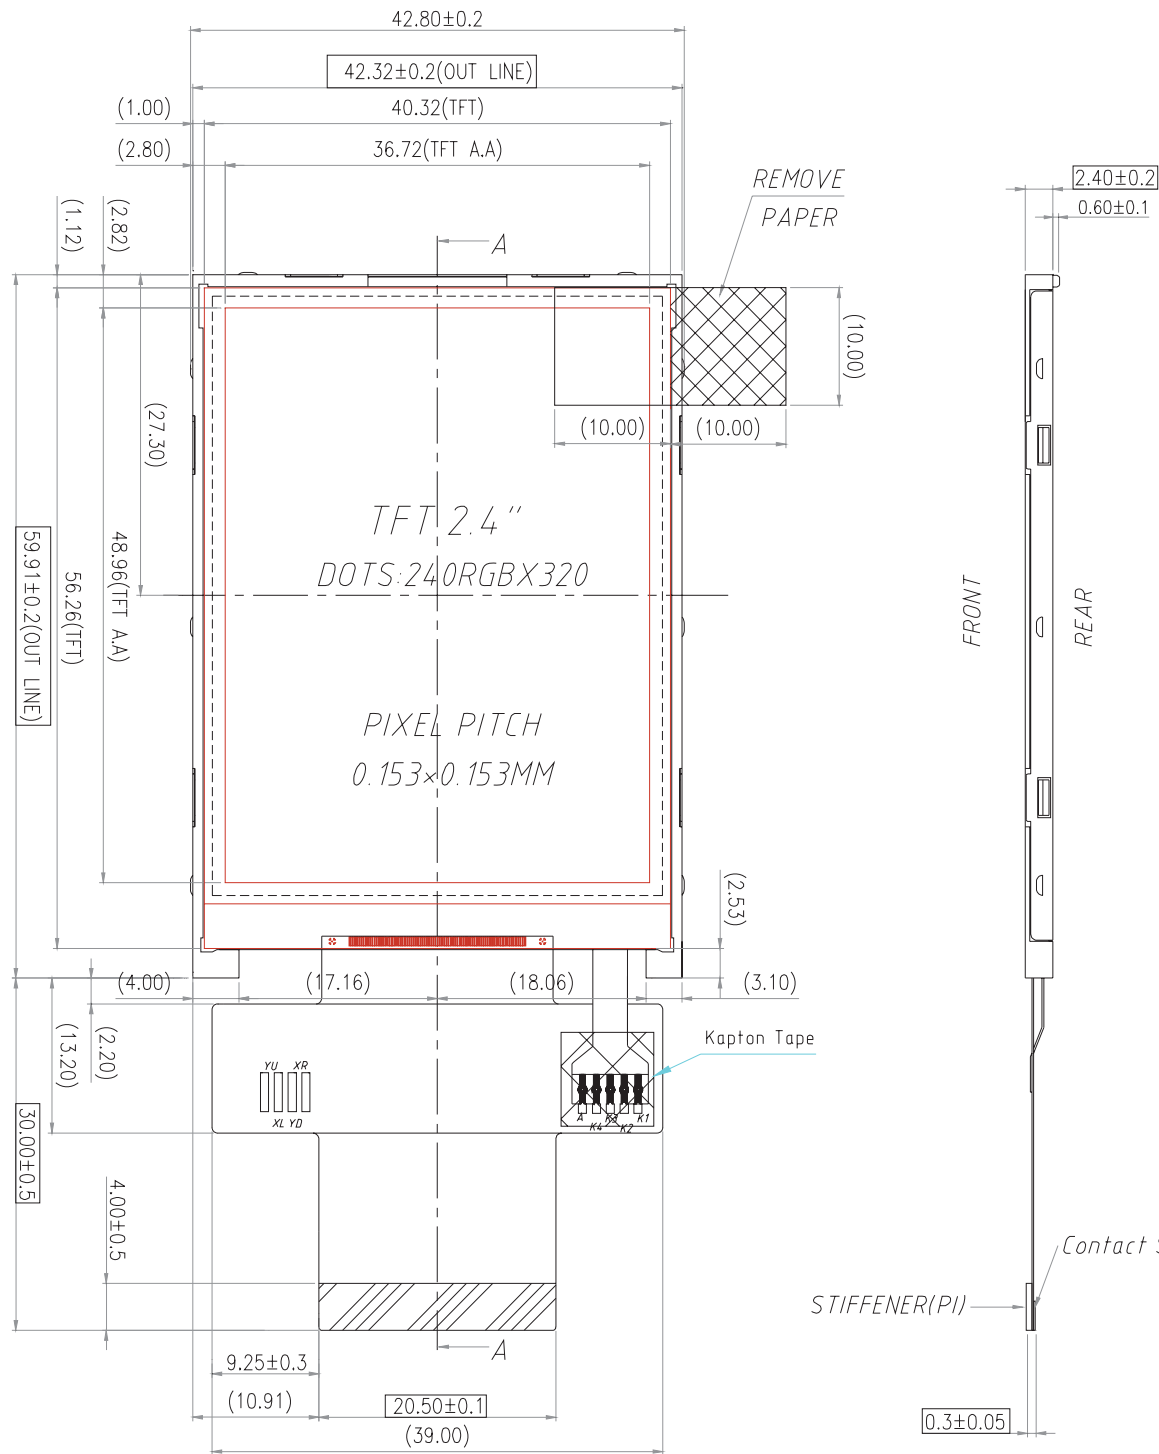 42.80±0.2
42.32±0.2(OUT LINE)
(1.00)
40.32(TFT)
(2.80)
36.72(TFT A.A)
REMOVE
PAPER
2.40±0.2
0.60±0.1
(1.12)
(2.82)
A
(10.00)
(27.30)
(10.00)
(10.00)
TFT 2.4"
DOTS:240RGBX320
59.91±0.2(OUT LINE)
56.26(TFT)
48.96(TFT A.A)
FRONT
REAR
PIXEL PITCH
0.153×0.153MM
(2.53)
(4.00)
(17.16)
(18.06)
(3.10)
(13.20)
(2.20)
Kapton Tape
YU
XR
XL
YD
A
K3
K1
K4
K2
30.00±0.5
4.00±0.5
Contact
STIFFENER(PI)
A
9.25±0.3
(10.91)
20.50±0.1
(39.00)
0.3±0.05